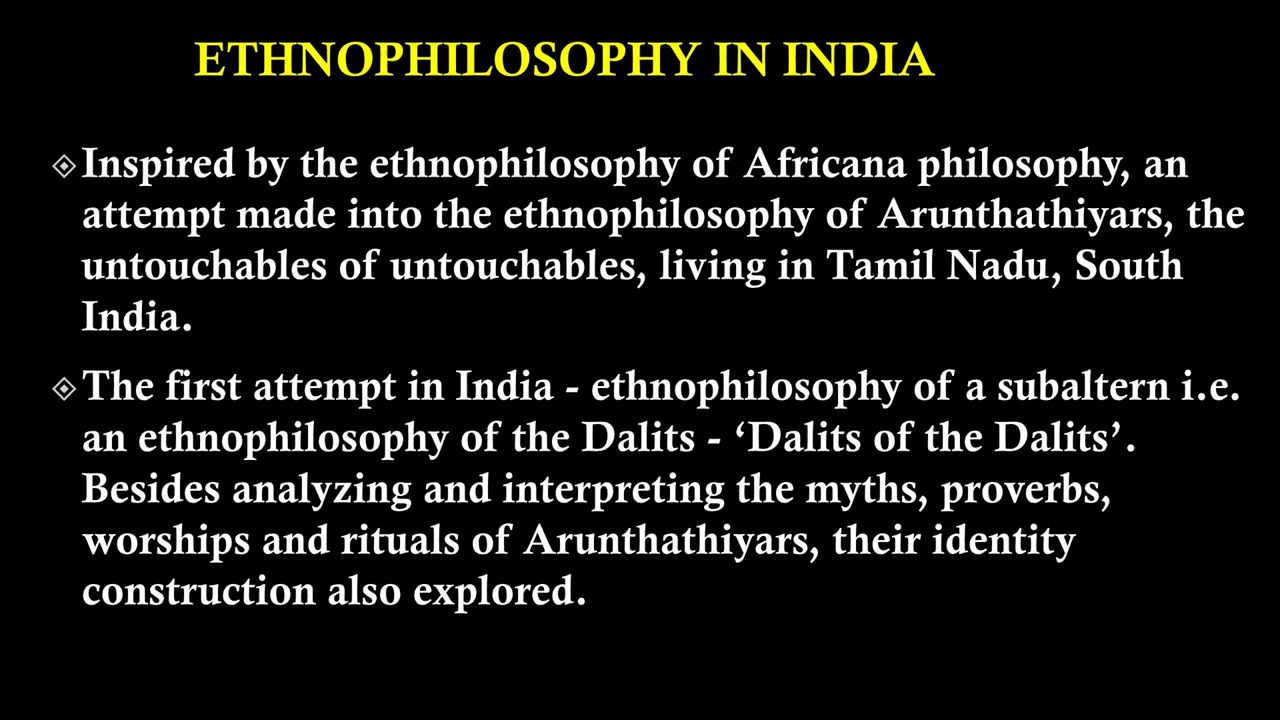 ETHNOPHILOSOPHY IN INDIA
Inspired by the ethnophilosophy of Africana philosophy, an
attempt made into the ethnophilosophy of Arunthathiyars, the
untouchables of untouchables, living in Tamil Nadu, South
India.
The first attempt in India - ethnophilosophy of a subaltern i.e.
an ethnophilosophy of the Dalits - ‘Dalits of the Dalits’.
Besides analyzing and interpreting the myths, proverbs,
worships and rituals of Arunthathiyars, their identity
construction also explored.